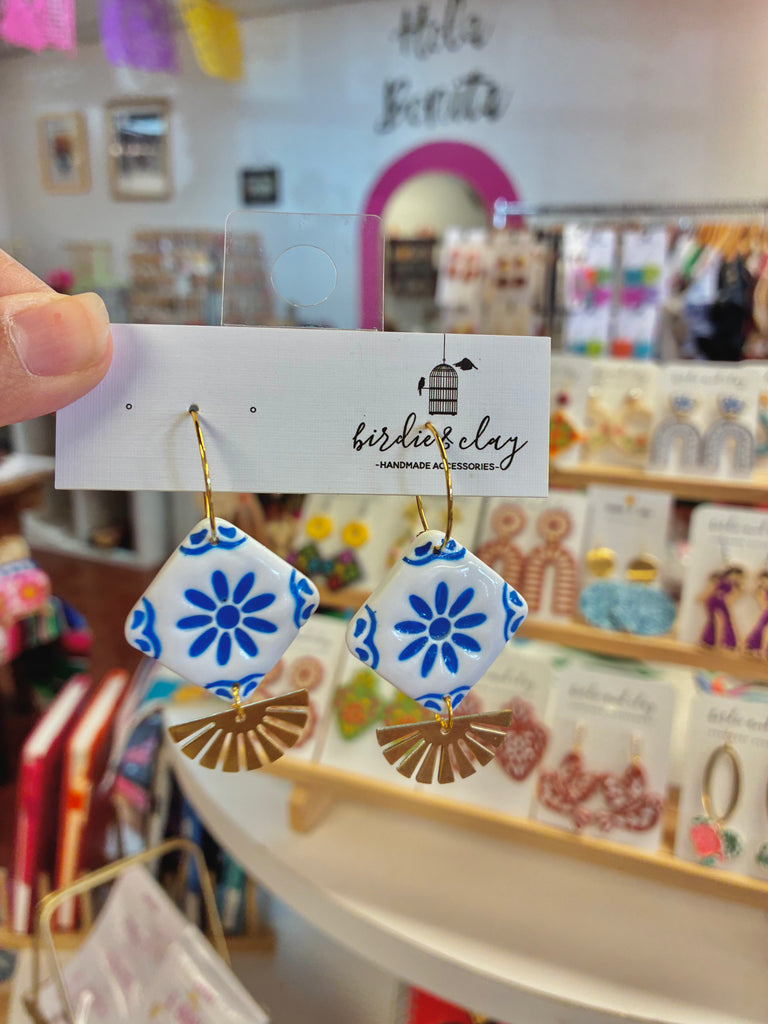 Hola
Bonita
birdie & clay
-HANDMADE ACCESSORIES-